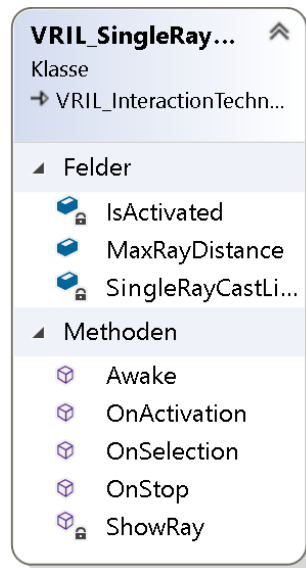 VRIL_SingleRay...
Klasse
VRIL_InteractionTechn...
Felder
IsActivated
MaxRayDistance
SingleRayCastLi...
Methoden
Awake
OnActivation
OnSelection
OnStop
ShowRay